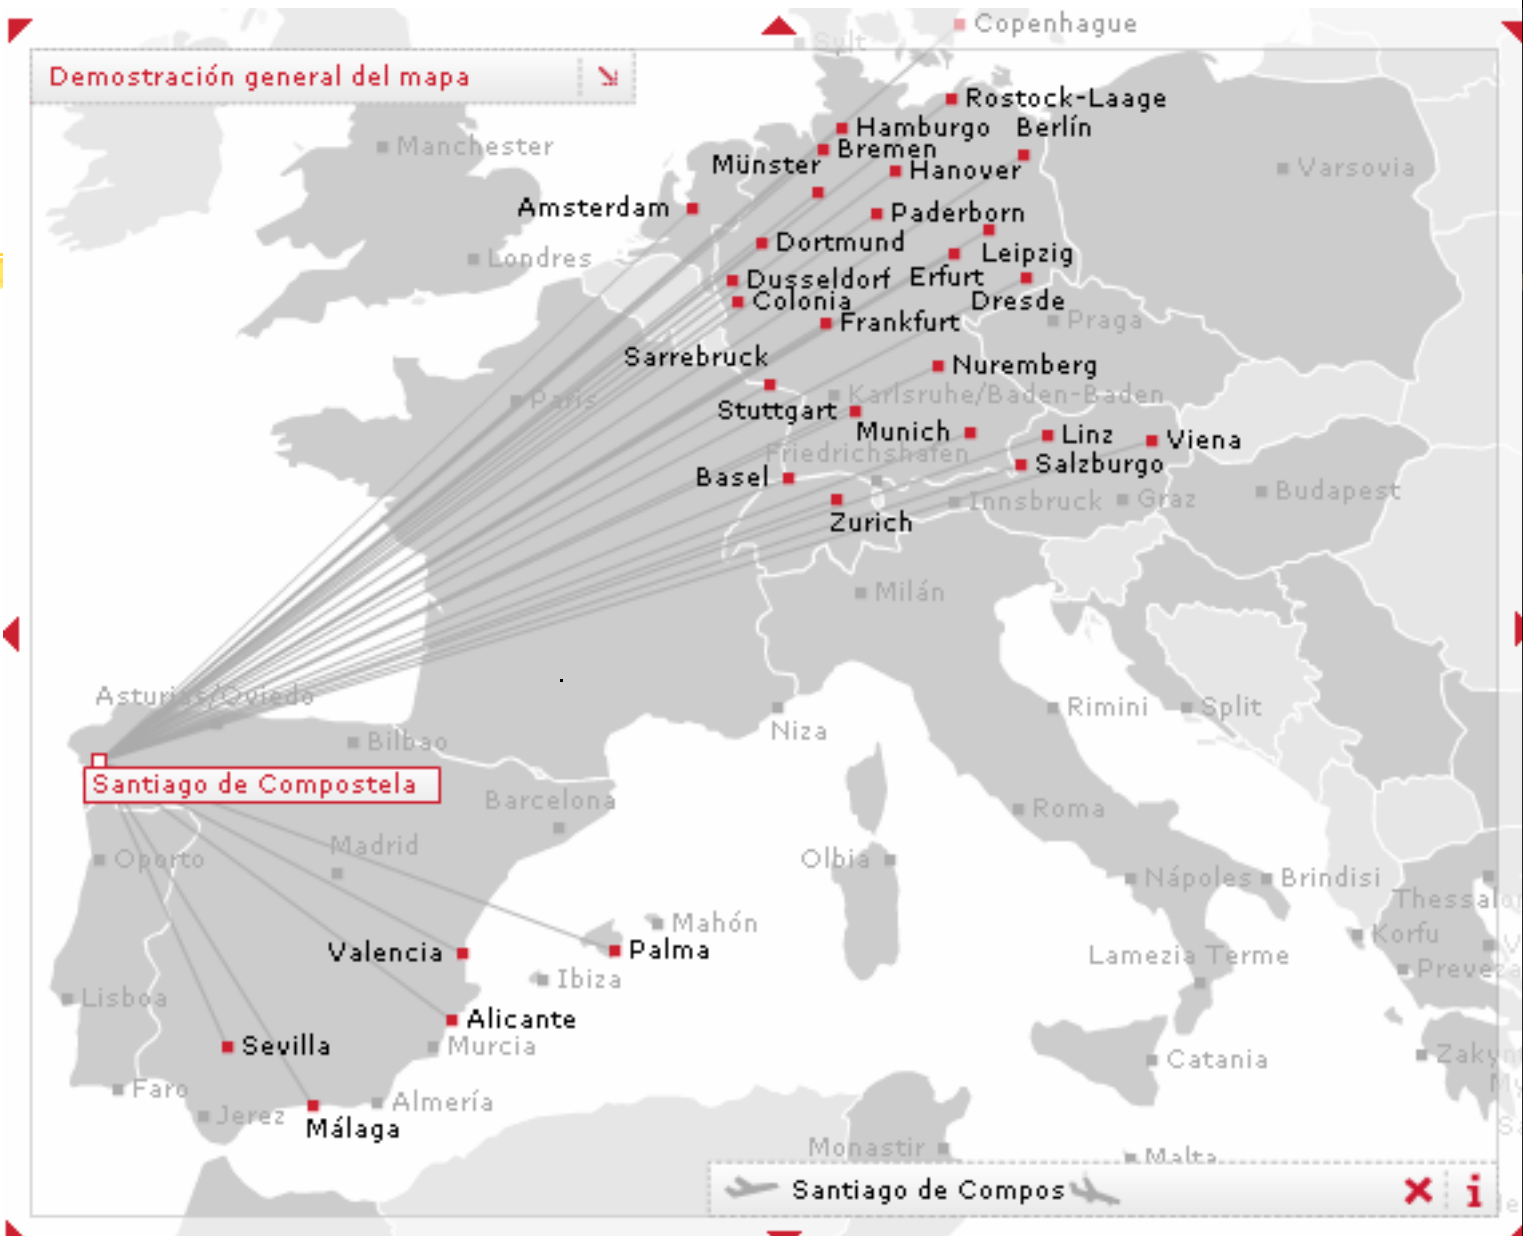 Copenhague
Sylt
Demostración general del mapa
Rostock-Laage
Hamburgo
Berlín
Manchester
Bremen
Münster
Hanover
Varsovia
Amsterdam
Paderborn
Dortmund
Leipzig
Londres
Dusseldorf
Erfurt
Colonia
Dresde
Frankfurt
Praga
Sarrebruck
Nuremberg
Paris
Karlsruhe/Baden-Baden
Stuttgart
Munich
Linz
Viena
Friedrichshafen
Salzburgo
Basel
Budapest
Innsbruck
Graz
Zurich
Milán
Asturias/Oviedo
Rimini
Split
Niza
Bilbao
Santiago de Compostela
Barcelona
Roma
Madrid
Oporto
Olbia
Nápoles
Brindisi
Thessalo
Mahón
Korfu
Valencia
Palma
Lamezia Terme
Preveza
Ibiza
Lisboa
Alicante
Sevilla
Murcia
Zakyn
Catania
Faro
Almería
Jerez
Málaga
Monastir
Malta
Santiago de Compos